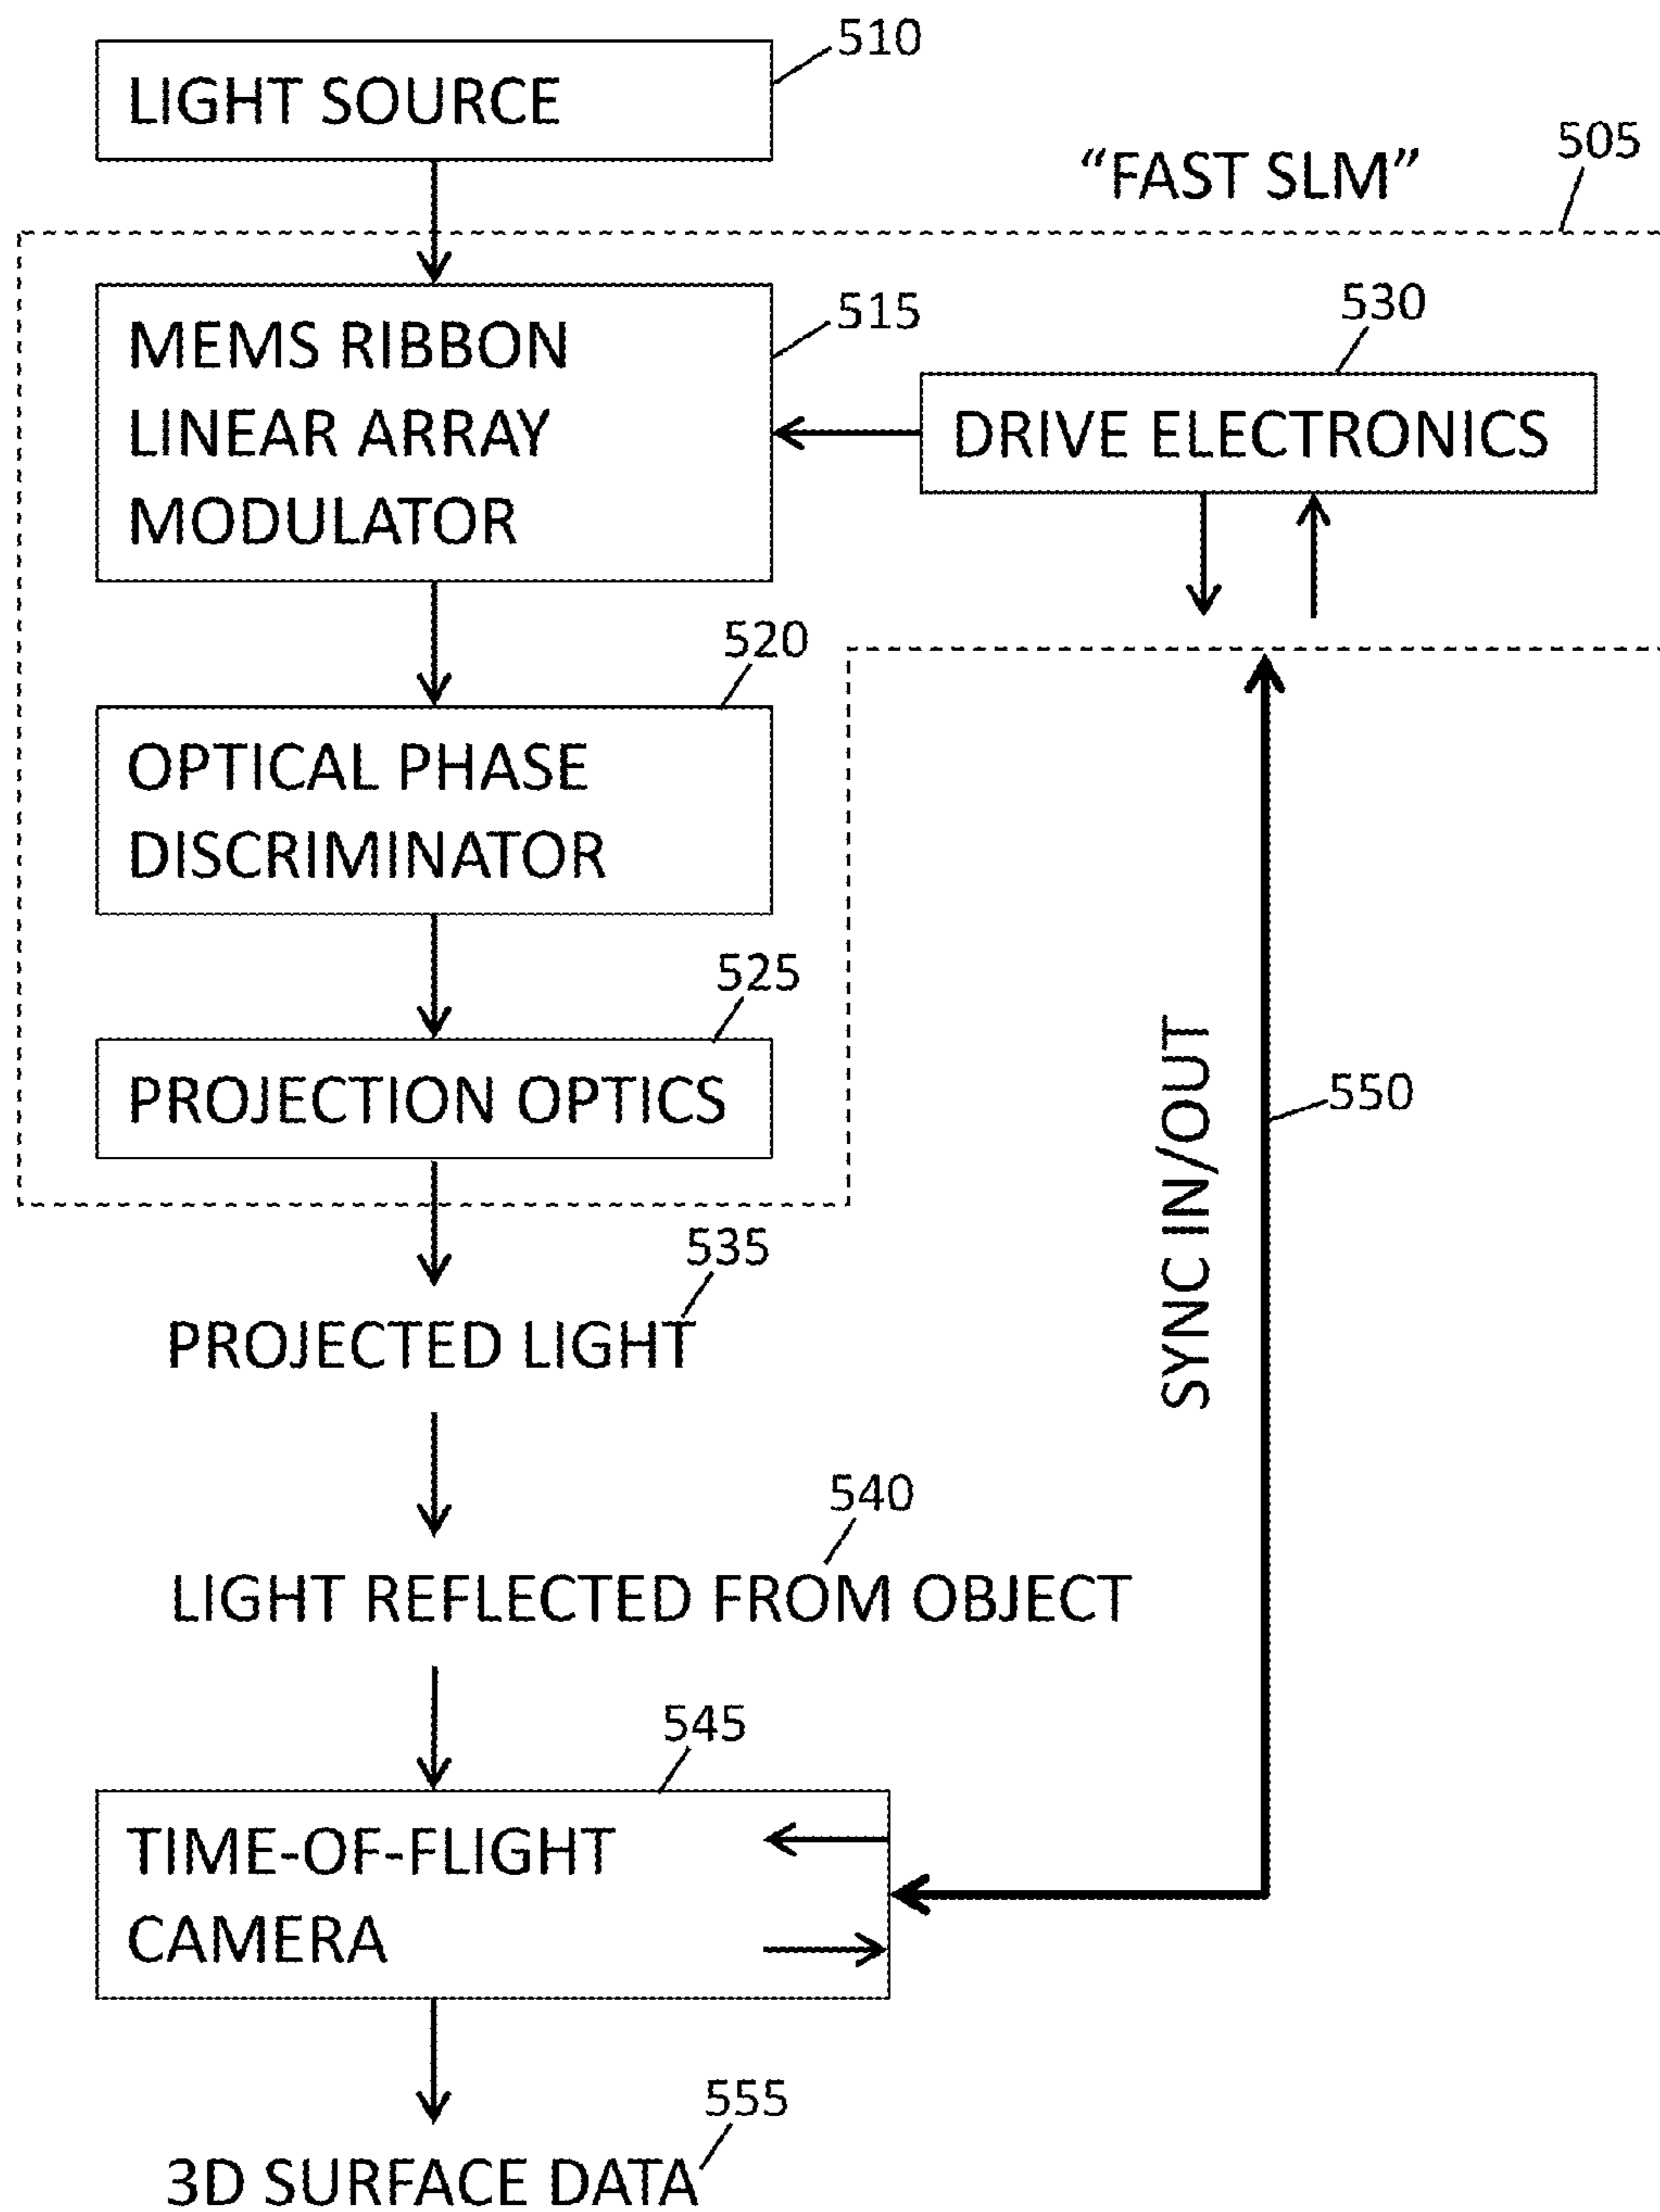 510
LIGHT SOURCE
505
“FAST SLM”
515
530
MEMS RIBBON
LINEAR ARRAY
MODULATOR
DRIVE ELECTRONICS
520
OPTICAL PHASE
DISCRIMINATOR
525
PROJECTION OPTICS
SYNC IN/OUT
550
535
PROJECTED LIGHT
540
LIGHT REFLECTED FROM OBJECT
545
TIME-OF-FLIGHT
CAMERA
555
3D SURFACE DATA